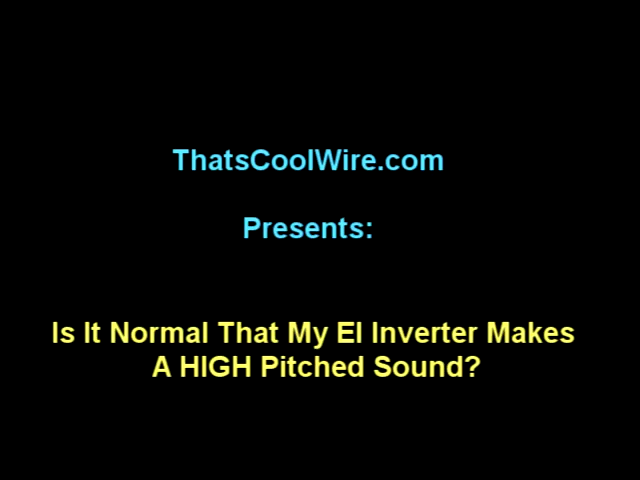 ThatsCoolWire.com
Presents:
Is It Normal That My El Inverter Makes
A HIGH Pitched Sound?